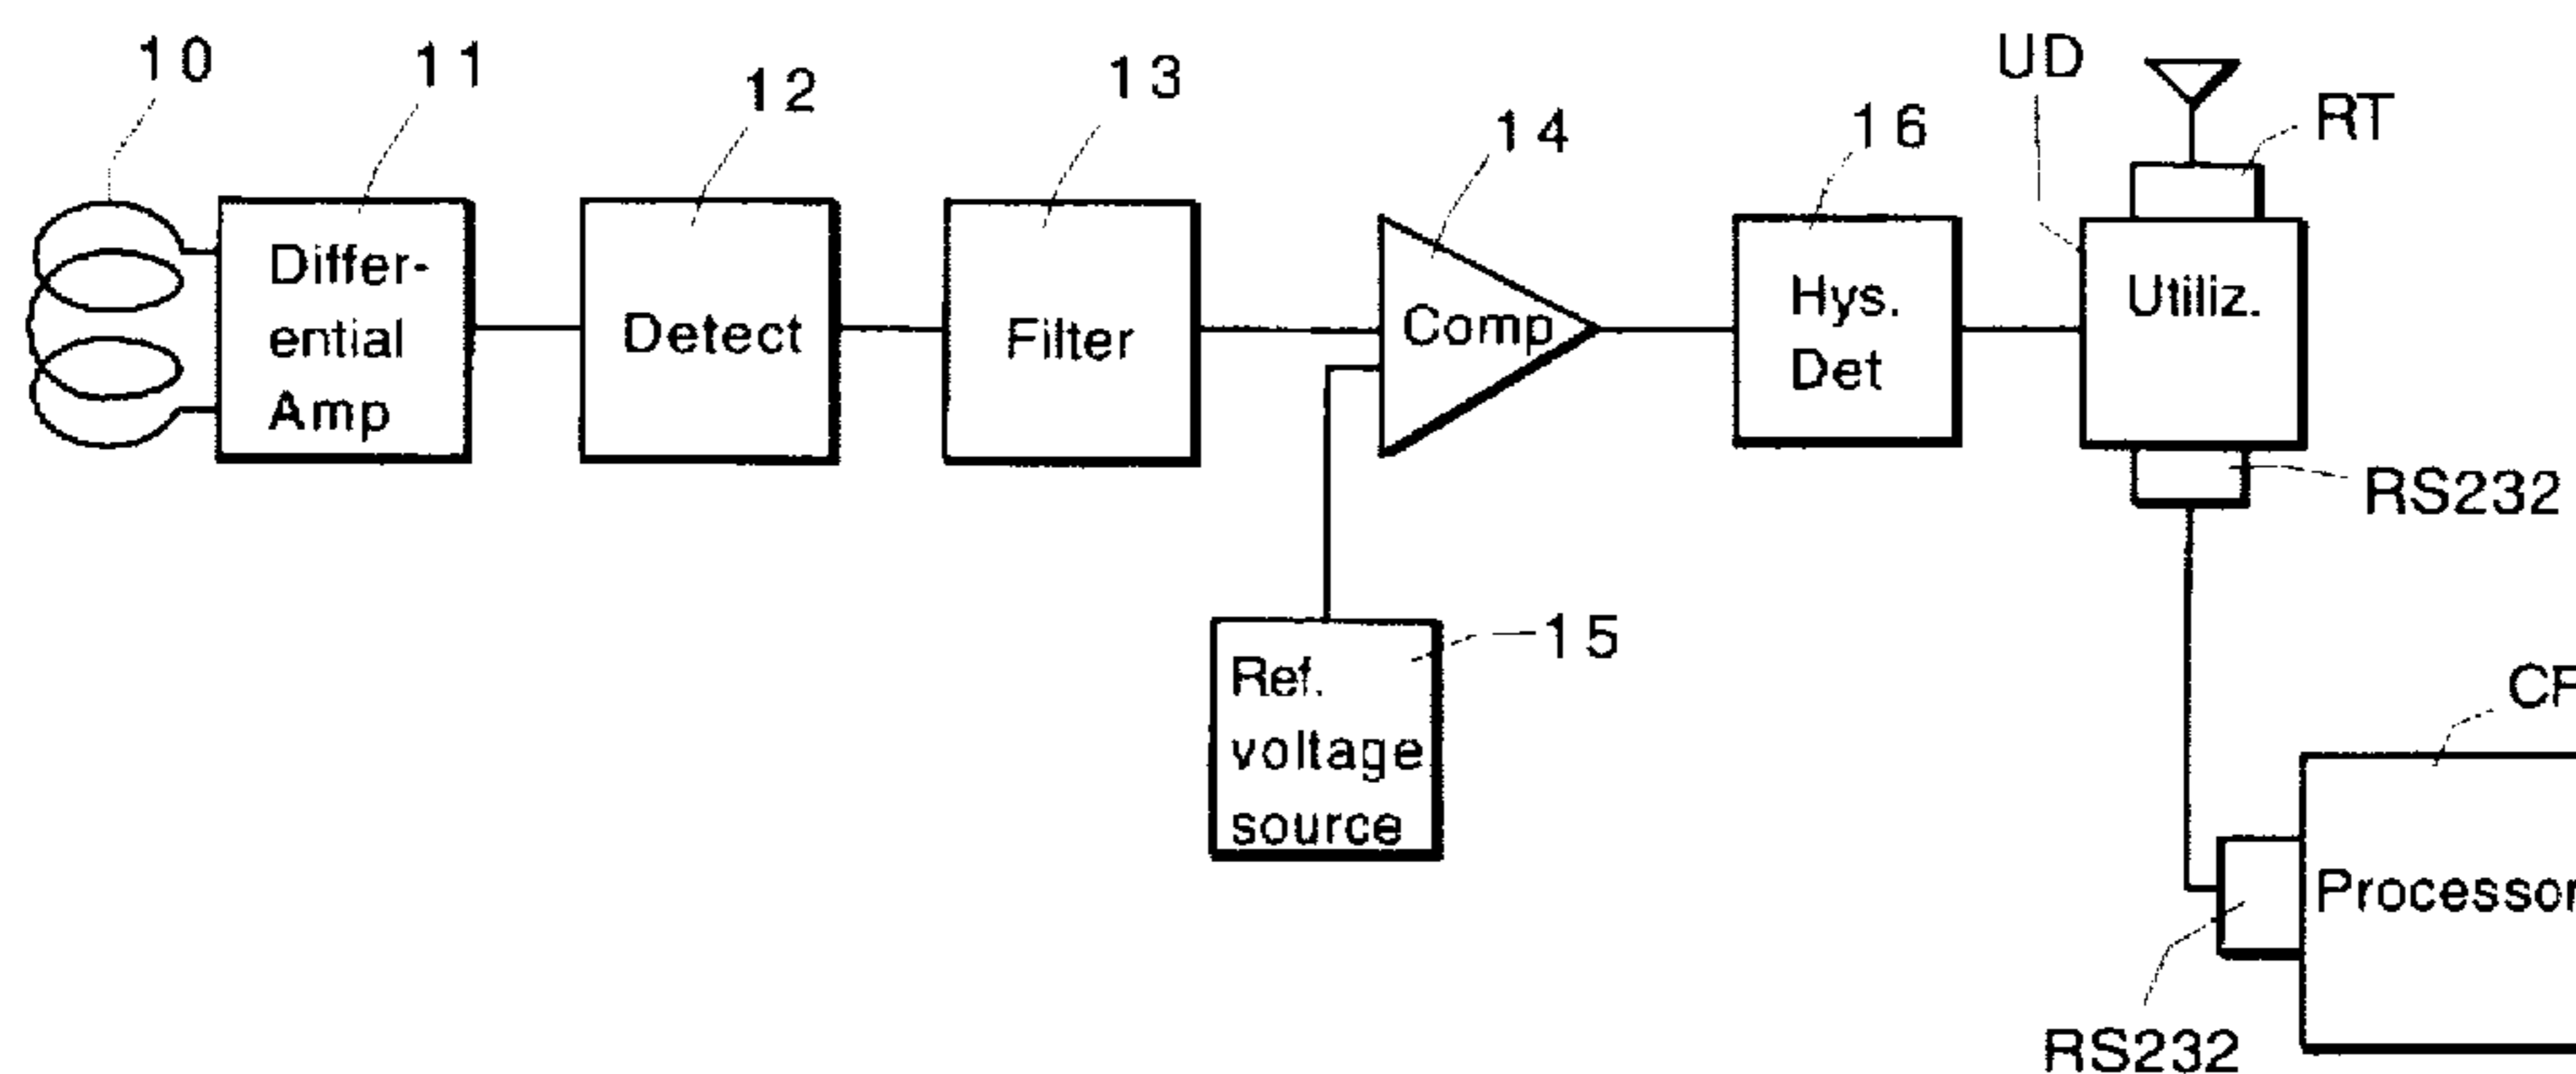 10
11
12
13
14
16
UD
RT
Differ-
ential
Amp
Detect
Filter
Comp
Hys.
Det
Utiliz.
RS232
15
Ref.
voltage
source
Processor
RS232